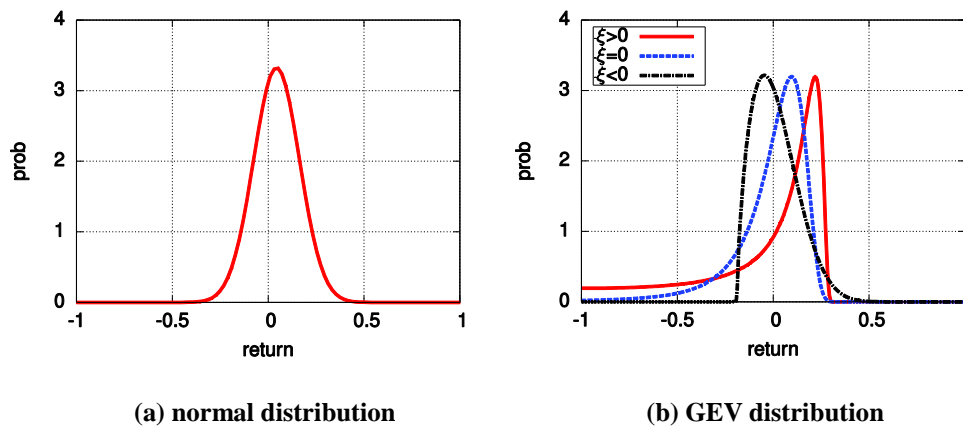 4
3
2
1
0
prob
-1
-0.5
0
0.5
1
return
(a) normal distribution
4
3
2
1
0
prob
ξ>0
ξ=0
ξ<0
-1
-0.5
0
0.5
return
(b) GEV distribution